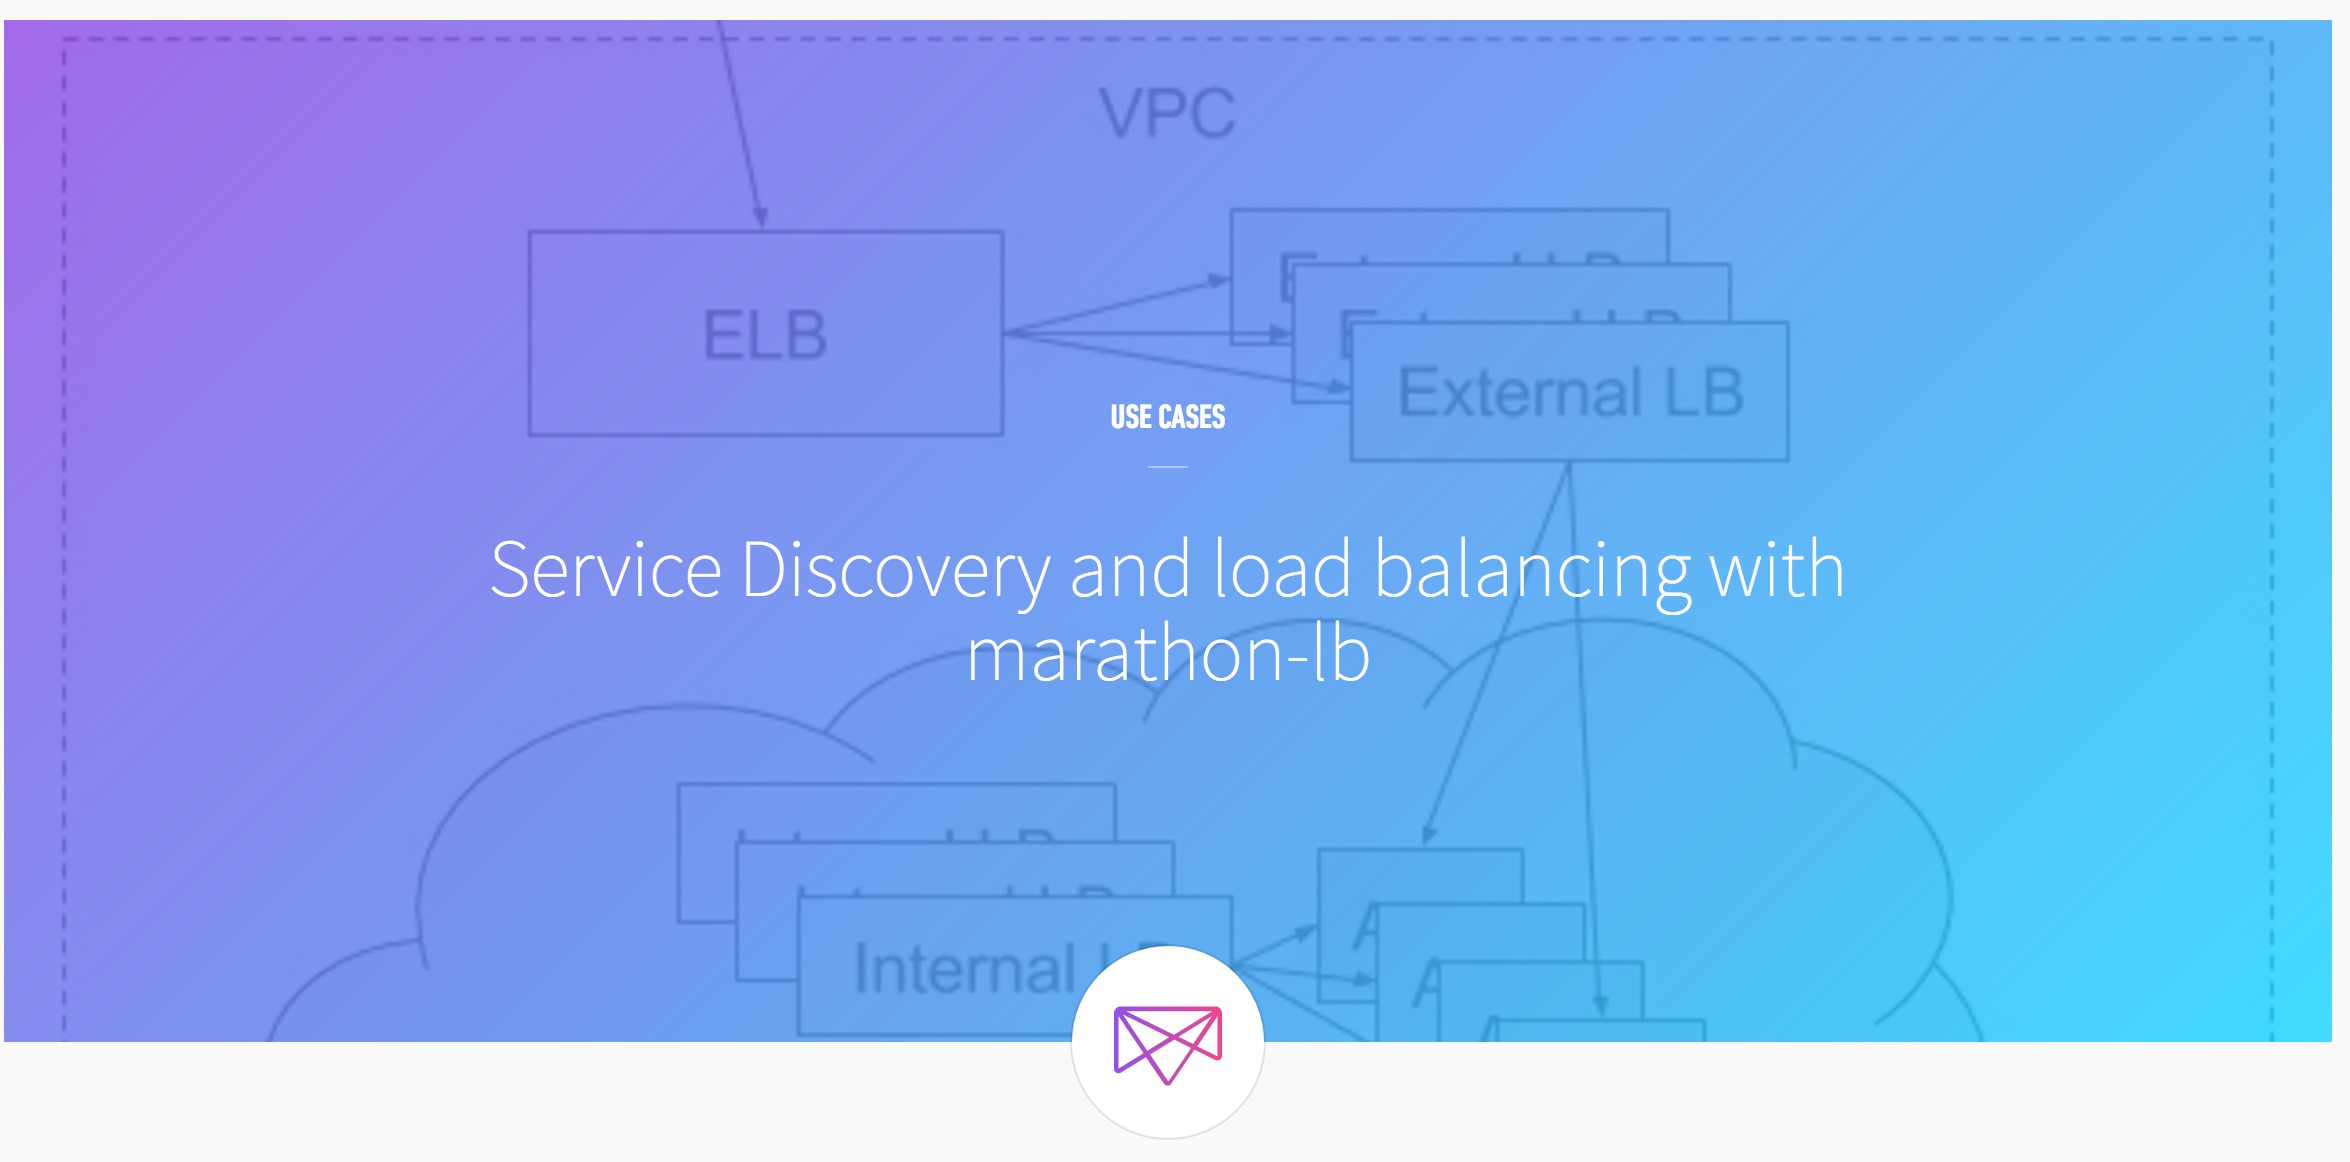 VPC
ELB
External LB
USE CASES
Service Discovery and load balancing with
marathon-lb
Internal